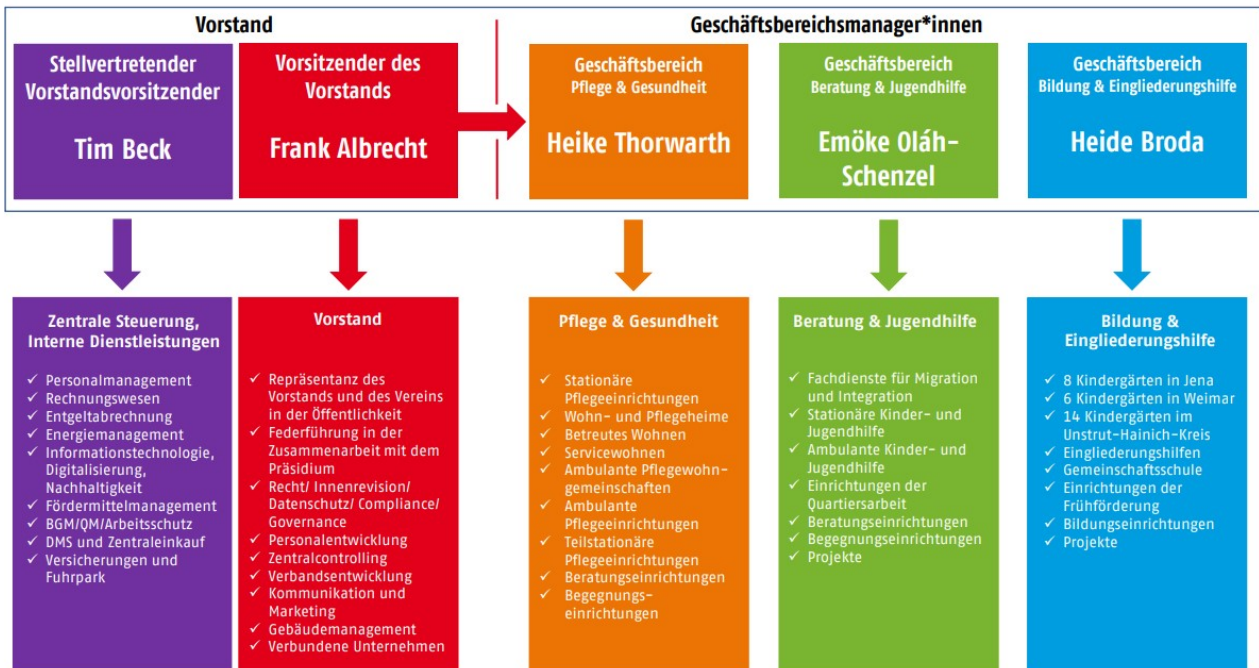 Vorstand
Geschäftsbereichsmanager*innen
Stellvertretender
Vorstandsvorsitzender
Tim Beck
Vorsitzender des
Vorstands
Frank Albrecht
Geschäftsbereich
Pflege & Gesundheit
Heike Thorwarth
Geschäftsbereich
Beratung & Jugendhilfe
Emöke Oláh-
Schenzel
Geschäftsbereich
Bildung & Eingliederungshilfe
Heide Broda
Zentrale Steuerung,
Interne Dienstleistungen
✓ Personalmanagement
✓ Rechnungswesen
✓ Entgeltabrechnung
✓ Energiemanagement
✓ Informationstechnologie,
Digitalisierung,
Nachhaltigkeit
✓ Fördermittelmanagement
✓ BGM/QM/Arbeitsschutz
✓ DMS und Zentraleinkauf
✓ Versicherungen und
Fuhrpark
Vorstand
✓ Repräsentanz des
Vorstands und des Vereins
in der Öffentlichkeit
✓ Federführung in der
Zusammenarbeit mit dem
Präsidium
✓ Recht/ Innenrevision/
Datenschutz/ Compliance/
Governance
✓ Personalentwicklung
✓ Zentralcontrolling
✓ Verbandsentwicklung
✓ Kommunikation und
Marketing
✓ Gebäudemanagement
✓ Verbundene Unternehmen
Pflege & Gesundheit
✓ Stationäre
Pflegeeinrichtungen
✓ Wohn- und Pflegeheime
✓ Betreutes Wohnen
✓ Servicewohnen
✓ Ambulante Pflegewohn-
gemeinschaften
✓ Ambulante
Pflegeeinrichtungen
✓ Teilstationäre
Pflegeeinrichtungen
✓ Beratungseinrichtungen
✓ Begegnungs-
einrichtungen
Beratung & Jugendhilfe
✓ Fachdienste für Migration
und Integration
✓ Stationäre Kinder- und
Jugendhilfe
✓ Ambulante Kinder- und
Jugendhilfe
✓ Einrichtungen der
Quartiersarbeit
✓ Beratungseinrichtungen
✓ Begegnungseinrichtungen
✓ Projekte
Bildung &
Eingliederungshilfe
✓ 8 Kindergärten in Jena
✓ 6 Kindergärten in Weimar
✓ 14 Kindergärten im
Unstrut-Hainich-Kreis
✓ Eingliederungshilfen
✓ Gemeinschaftsschule
✓ Einrichtungen der
Frühförderung
✓ Bildungseinrichtungen
✓ Projekte